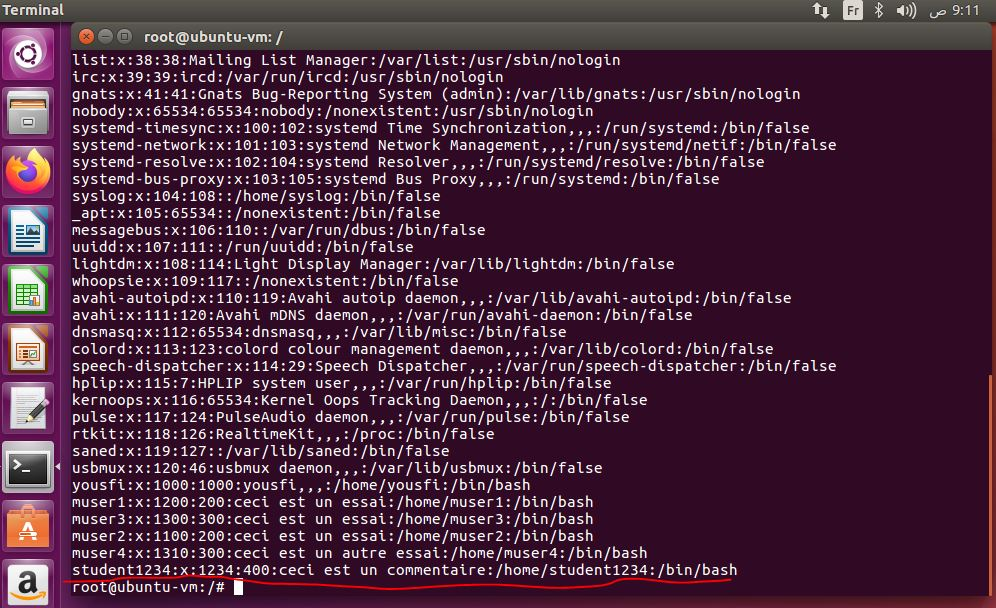 Terminal
Fr
9:11 ص
root@ubuntu-vm: /
list:x:38:38:Mailing List Manager:/var/list:/usr/sbin/nologin
irc:x:39:39:ircd:/var/run/ircd:/usr/sbin/nologin
gnats:x:41:41:Gnats Bug-Reporting System (admin):/var/lib/gnats:/usr/sbin/nologin
nobody:x:65534:65534:nobody:/nonexistent:/usr/sbin/nologin
systemd-timesync:x:100:102:systemd Time Synchronization,,,:/run/systemd:/bin/false
systemd-network:x:101:103:systemd Network Management,,,:/run/systemd/netif:/bin/false
systemd-resolve:x:102:104:systemd Resolver,,,:/run/systemd/resolve:/bin/false
systemd-bus-proxy:x:103:105:systemd Bus Proxy,,,:/run/systemd:/bin/false
syslog:x:104:108::/home/syslog:/bin/false
_apt:x:105:65534::/nonexistent:/bin/false
messagebus:x:106:110::/var/run/dbus:/bin/false
uuidd:x:107:111::/run/uuidd:/bin/false
lightdm:x:108:114:Light Display Manager:/var/lib/lightdm:/bin/false
whoopsie:x:109:117::/nonexistent:/bin/false
avahi-autoipd:x:110:119:Avahi autoip daemon,,,:/var/lib/avahi-autoipd:/bin/false
avahi:x:111:120:Avahi mDNS daemon,,,:/var/run/avahi-daemon:/bin/false
dnsmasq:x:112:65534:dnsmasq,,,:/var/lib/misc:/bin/false
colord:x:113:123:colord colour management daemon,,,:/var/lib/colord:/bin/false
speech-dispatcher:x:114:29:Speech Dispatcher,,,:/var/run/speech-dispatcher:/bin/false
hplip:x:115:7:HPLIP system user,,,:/var/run/hplip:/bin/false
kernoops:x:116:65534:Kernel Oops Tracking Daemon,,,:/:/bin/false
pulse:x:117:124:PulseAudio daemon,,,:/var/run/pulse:/bin/false
rtkit:x:118:126:RealtimeKit,,,:/proc:/bin/false
saned:x:119:127::/var/lib/saned:/bin/false
usbmux:x:120:46:usbmux daemon,,,:/var/lib/usbmux:/bin/false
yousfi:x:1000:1000:yousfi,,,:/home/yousfi:/bin/bash
muser1:x:1200:200:ceci est un essai:/home/muser1:/bin/bash
muser3:x:1300:300:ceci est un essai:/home/muser3:/bin/bash
muser2:x:1100:200:ceci est un essai:/home/muser2:/bin/bash
muser4:x:1310:300:ceci est un autre essai:/home/muser4:/bin/bash
student1234:x:1234:400:ceci est un commentaire:/home/student1234:/bin/bash
root@ubuntu-vm:/#